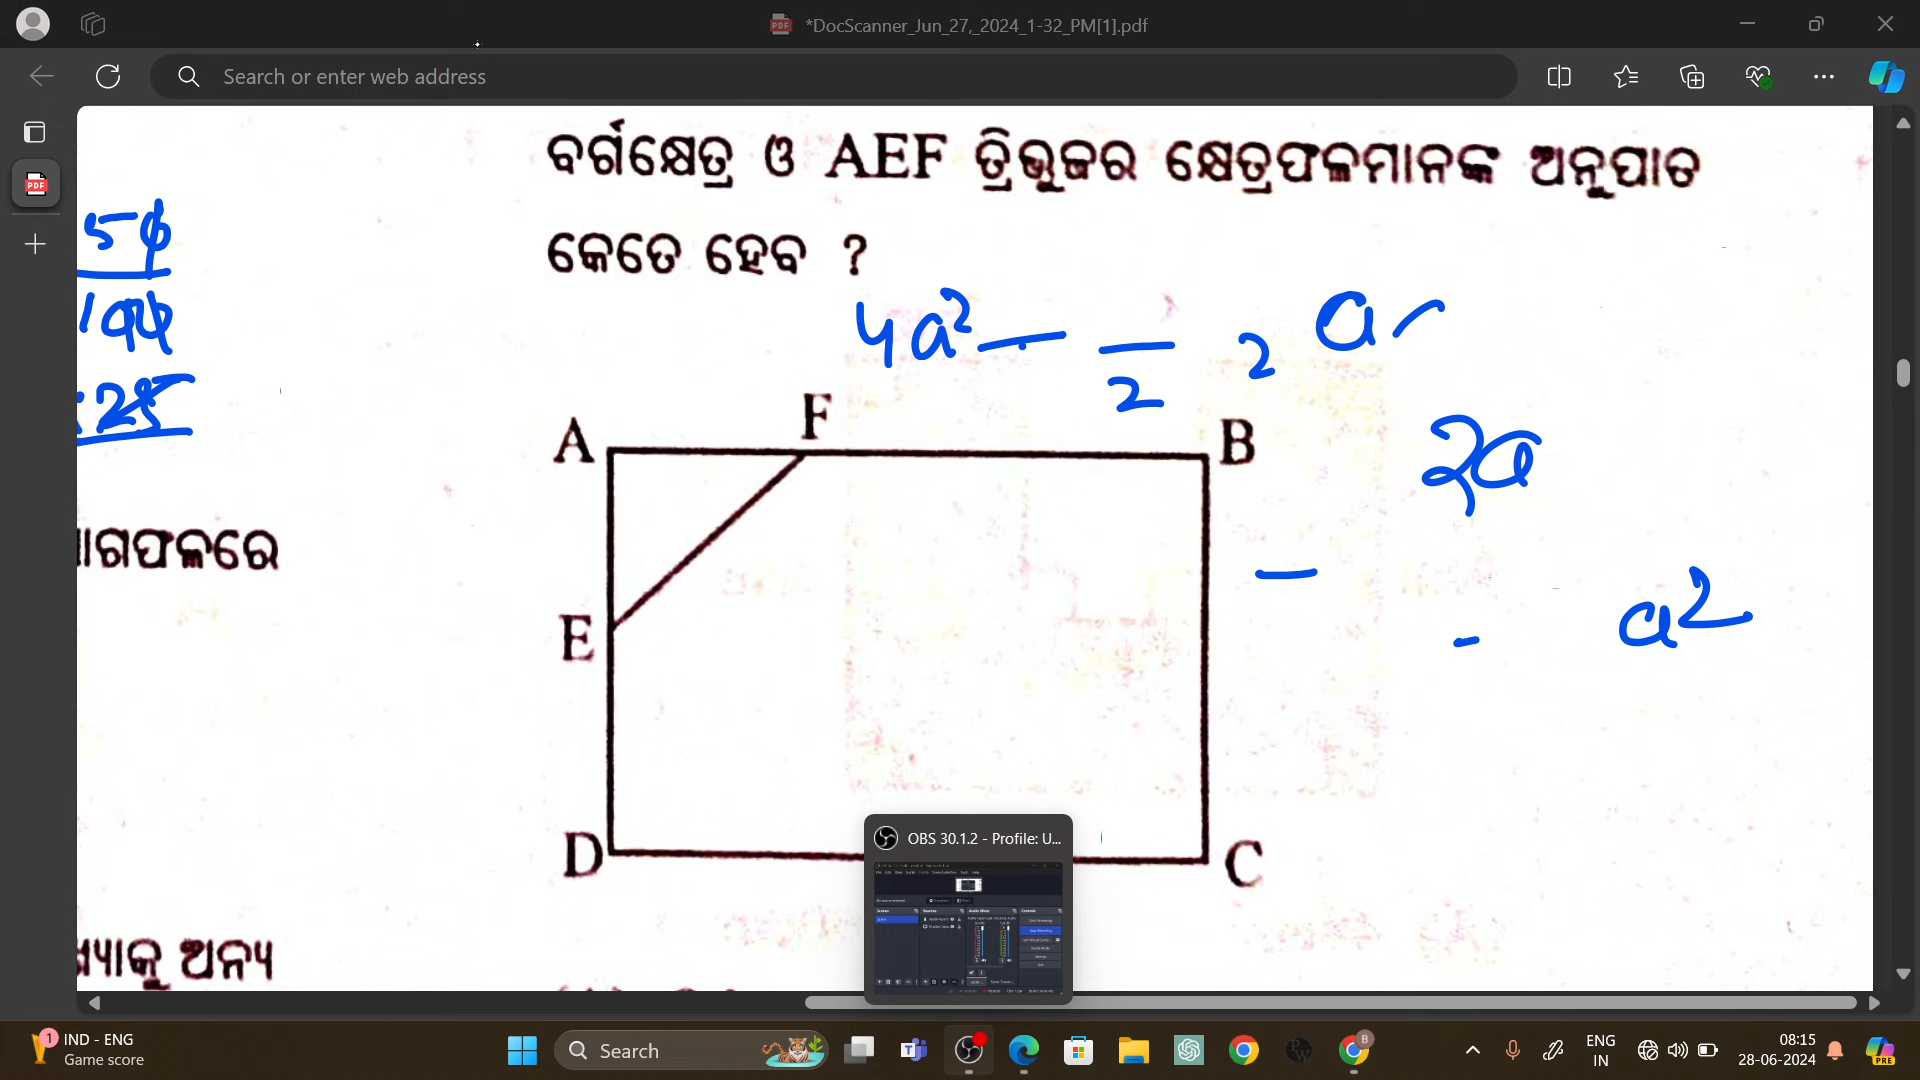 *DocScanner_Jun_27,_2024_1-32_PM[1].pdf
Search or enter web address
ବର୍ଗକ୍ଷେତ୍ର ଓ AEF ତ୍ରିଭୁଜର କ୍ଷେତ୍ରଫଳମାନଙ୍କ ଅନୁପାତ
କେତେ ହେବ ?
4a² —
2
2
a
2a
a²
A
F
B
E
D
C
ାଗଫଳରେ
ଖ୍ୟାକୁ ଅନ୍ୟ
OBS 30.1.2 - Profile: U...
1
IND - ENG
Game score
Search
ENG
IN
08:15
28-06-2024